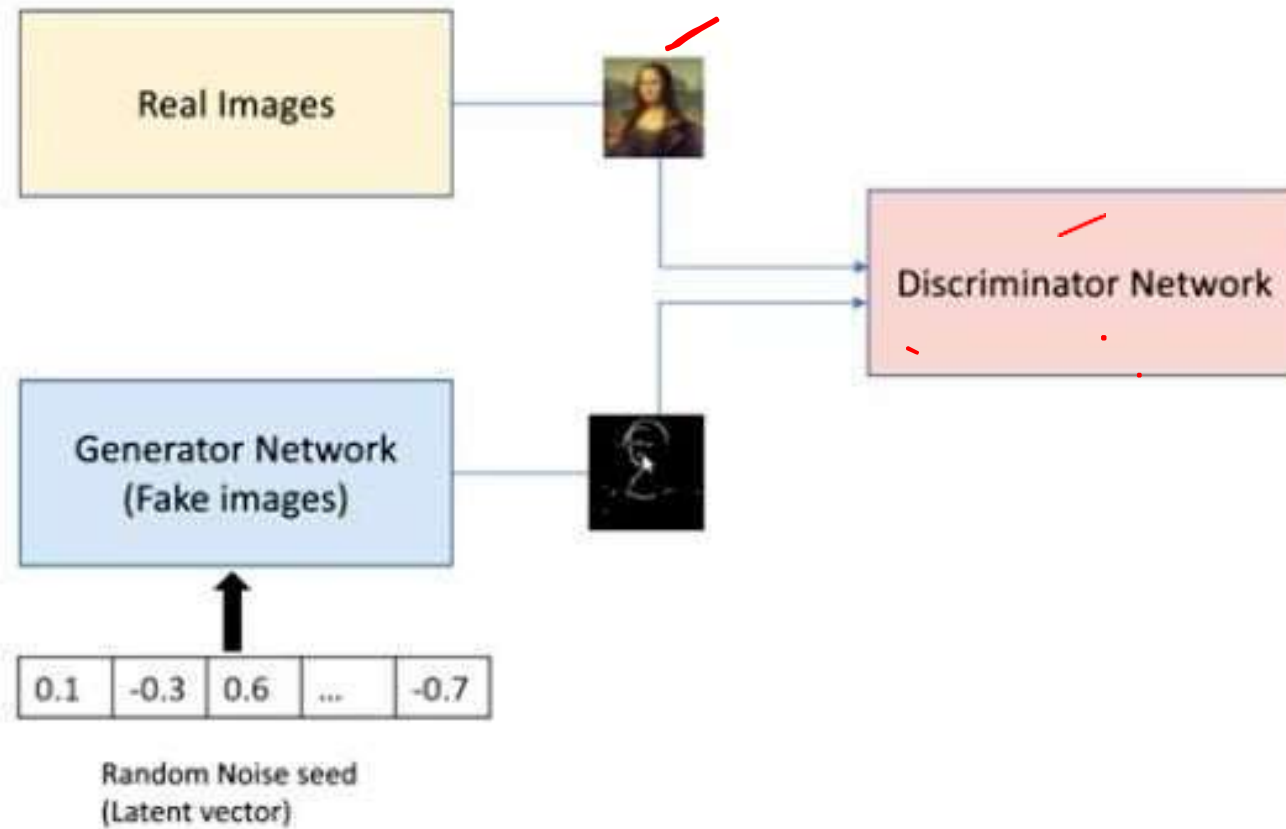 Real Images
Discriminator Network
Generator Network
(Fake images)
0.1 -0.3 0.6 ... -0.7
Random Noise seed
(Latent vector)